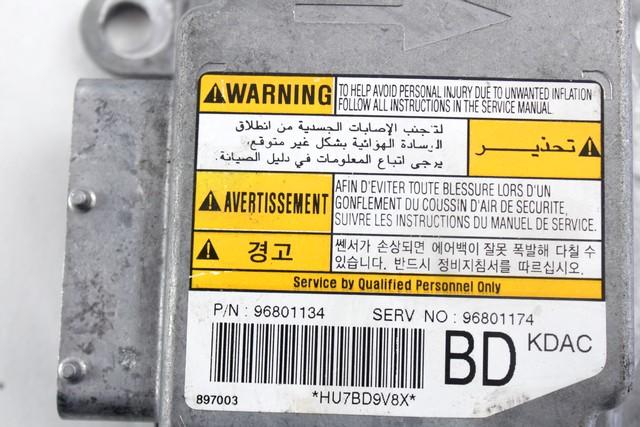 WARNING
TO HELP AVOID PERSONAL INJURY DUE TO UNWANTED INFLATION
FOLLOW ALL INSTRUCTIONS IN THE SERVICE MANUAL.
تحذير
لتجنب الإصابات الجسدية من انطلاق
الوسادة الهوائية بشكل غير متوقع،
يرجى اتباع المعلومات في دليل الصيانة.
AVERTISSEMENT
AFIN D'EVITER TOUTE BLESSURE LORS D'UN
GONFLEMENT DU COUSSIN D'AIR DE SECURITE,
SUIVRE LES INSTRUCTIONS DU MANUEL DE SERVICE.
경고
쎈서가 손상되면 에어백이 잘못 폭발해 다칠 수
있습니다. 반드시 정비지침서를 따르십시오.
Service by Qualified Personnel Only
P/N : 96801134 SERV NO : 96801174
BD KDAC
*HU7BD9V8X*
897003